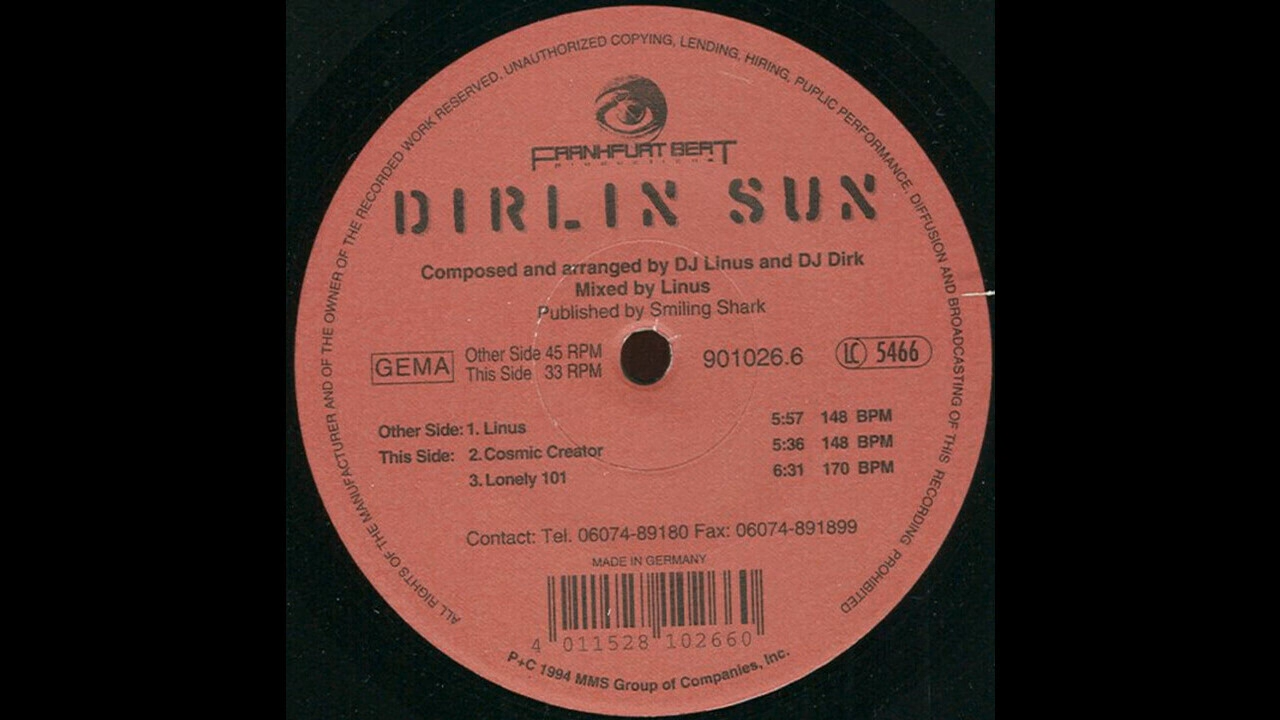 ALL RIGHTS OF THE MANUFACTURER AND OF THE OWNER OF THE RECORDED WORK RESERVED. UNAUTHORIZED COPYING, LENDING, HIRING, PUPLIC PERFORMANCE, DIFFUSION AND BROADCASTING OF THIS RECORDING PROHIBITED
FRANKFURT BEAT
productions
DIRLIN SUN
Composed and arranged by DJ Linus and DJ Dirk
Mixed by Linus
Published by Smiling Shark
GEMA
Other Side 45 RPM
This Side 33 RPM
901026.6
LC 5466
Other Side: 1. Linus 5:57 148 BPM
This Side: 2. Cosmic Creator 5:36 148 BPM
3. Lonely 101 6:31 170 BPM
Contact: Tel. 06074-89180 Fax: 06074-891899
MADE IN GERMANY
4 011528 102660
P+C 1994 MMS Group of Companies, Inc.